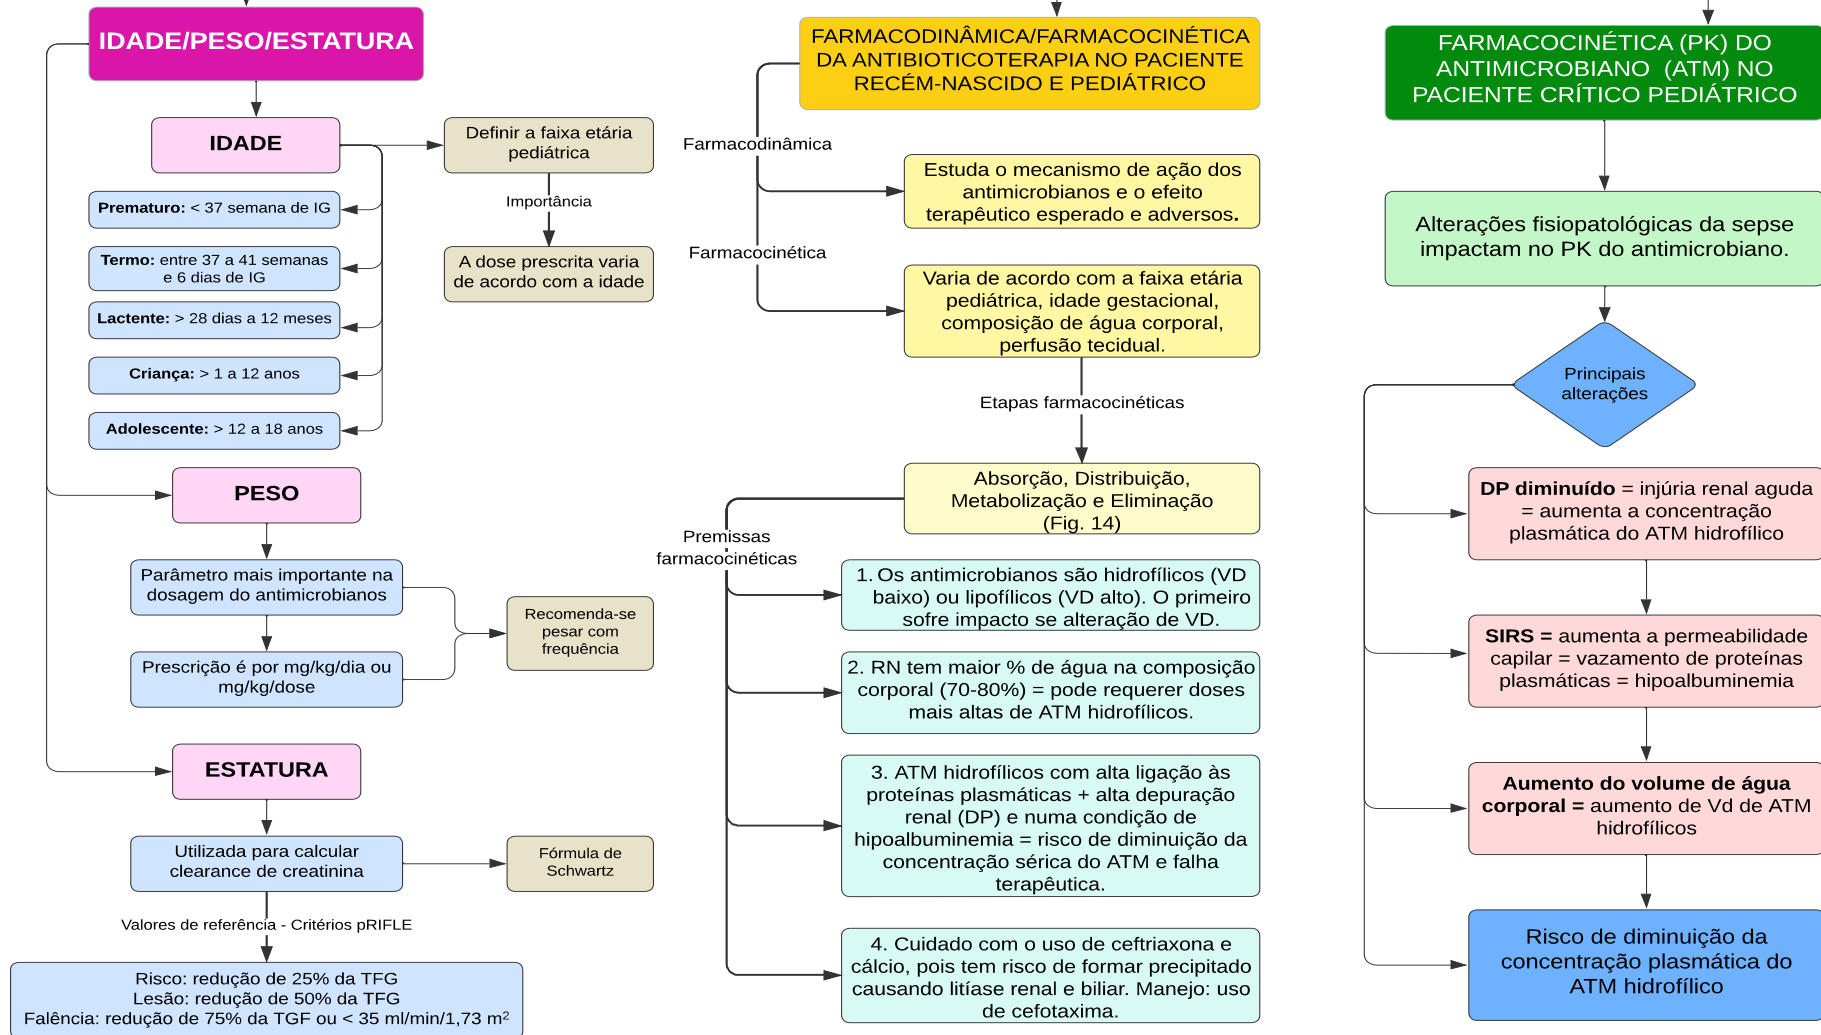 IDADE/PESO/ESTATURA
IDADE
Definir a faixa etária
pediátrica
Prematuro: < 37 semana de IG
Importância
Termo: entre 37 a 41 semanas
e 6 dias de IG
A dose prescrita varia
de acordo com a idade
Lactente: > 28 dias a 12 meses
Criança: > 1 a 12 anos
Adolescente: > 12 a 18 anos
PESO
Parâmetro mais importante na
dosagem do antimicrobianos
Prescrição é por mg/kg/dia ou
mg/kg/dose
Recomenda-se
pesar com
frequência
ESTATURA
Utilizada para calcular
clearance de creatinina
Fórmula de
Schwartz
Valores de referência - Critérios pRIFLE
Risco: redução de 25% da TFG
Lesão: redução de 50% da TFG
Falência: redução de 75% da TGF ou < 35 ml/min/1,73 m²
FARMACODINÂMICA/FARMACOCINÉTICA
DA ANTIBIOTICOTERAPIA NO PACIENTE
RECÉM-NASCIDO E PEDIÁTRICO
Farmacodinâmica
Estuda o mecanismo de ação dos
antimicrobianos e o efeito
terapêutico esperado e adversos.
Farmacocinética
Varia de acordo com a faixa etária
pediátrica, idade gestacional,
composição de água corporal,
perfusão tecidual.
Etapas farmacocinéticas
Absorção, Distribuição,
Metabolização e Eliminação
(Fig. 14)
Premissas
farmacocinéticas
1. Os antimicrobianos são hidrofílicos (VD
baixo) ou lipofílicos (VD alto). O primeiro
sofre impacto se alteração de VD.
2. RN tem maior % de água na composição
corporal (70-80%) = pode requerer doses
mais altas de ATM hidrofílicos.
3. ATM hidrofílicos com alta ligação às
proteínas plasmáticas + alta depuração
renal (DP) e numa condição de
hipoalbuminemia = risco de diminuição da
concentração sérica do ATM e falha
terapêutica.
4. Cuidado com o uso de ceftriaxona e
cálcio, pois tem risco de formar precipitado
causando litíase renal e biliar. Manejo: uso
de cefotaxima.
FARMACOCINÉTICA (PK) DO
ANTIMICROBIANO (ATM) NO
PACIENTE CRÍTICO PEDIÁTRICO
Alterações fisiopatológicas da sepse
impactam no PK do antimicrobiano.
Principais
alterações
DP diminuído = injúria renal aguda
= aumenta a concentração
plasmática do ATM hidrofílico
SIRS = aumenta a permeabilidade
capilar = vazamento de proteínas
plasmáticas = hipoalbuminemia
Aumento do volume de água
corporal = aumento de Vd de ATM
hidrofílicos
Risco de diminuição da
concentração plasmática do
ATM hidrofílico